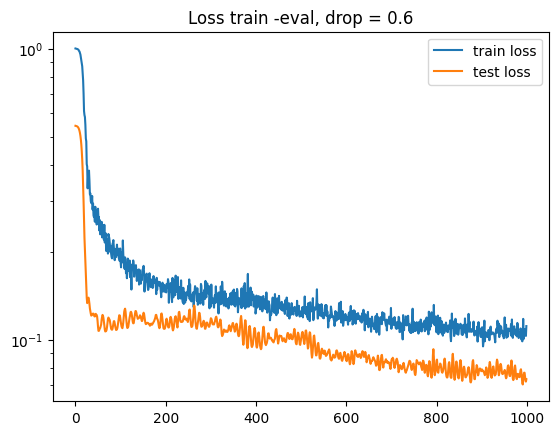 Loss train -eval, drop = 0.6
train loss
test loss
10⁰
10⁻¹
0 200 400 600 800 1000